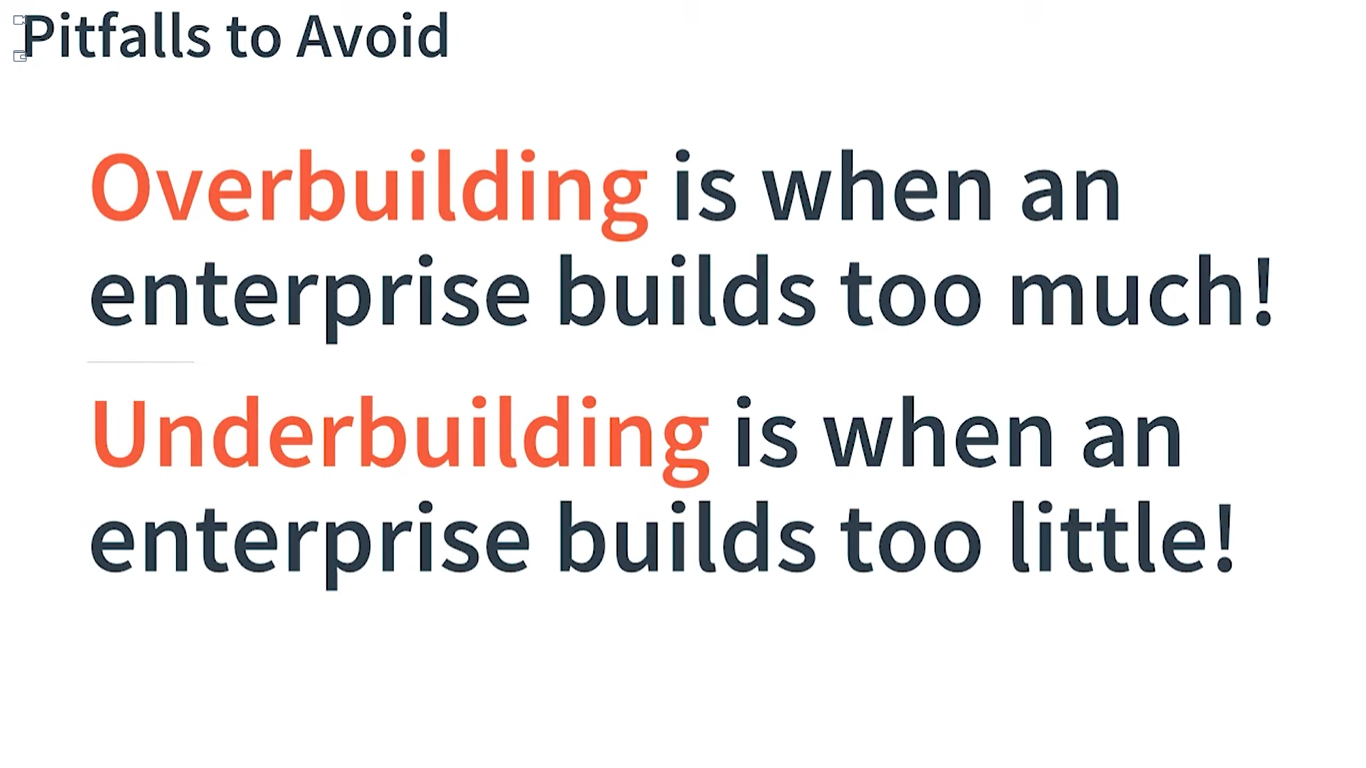 Pitfalls to Avoid
Overbuilding is when an
enterprise builds too much!
Underbuilding is when an
enterprise builds too little!